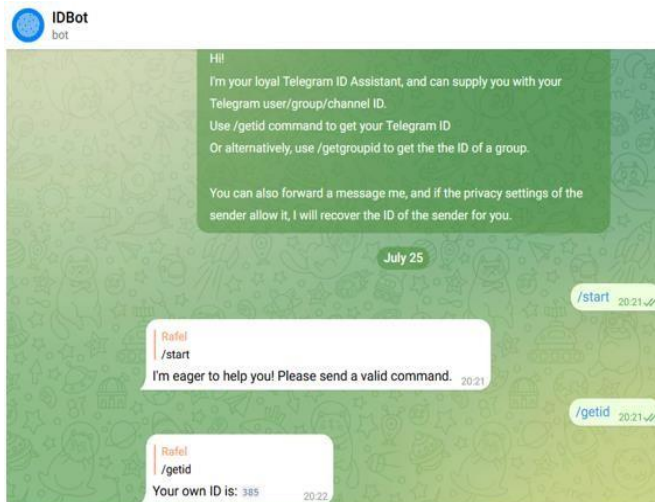 IDBot
bot
Hi!
I'm your loyal Telegram ID Assistant, and can supply you with your
Telegram user/group/channel ID.
Use /getid command to get your Telegram ID
Or alternatively, use /getgroupid to get the the ID of a group.
You can also forward a message me, and if the privacy settings of the
sender allow it, I will recover the ID of the sender for you.
July 25
/start 20:21
Rafel
/start
I'm eager to help you! Please send a valid command. 20:21
/getid 20:21
Rafel
/getid
Your own ID is: 385 20:22